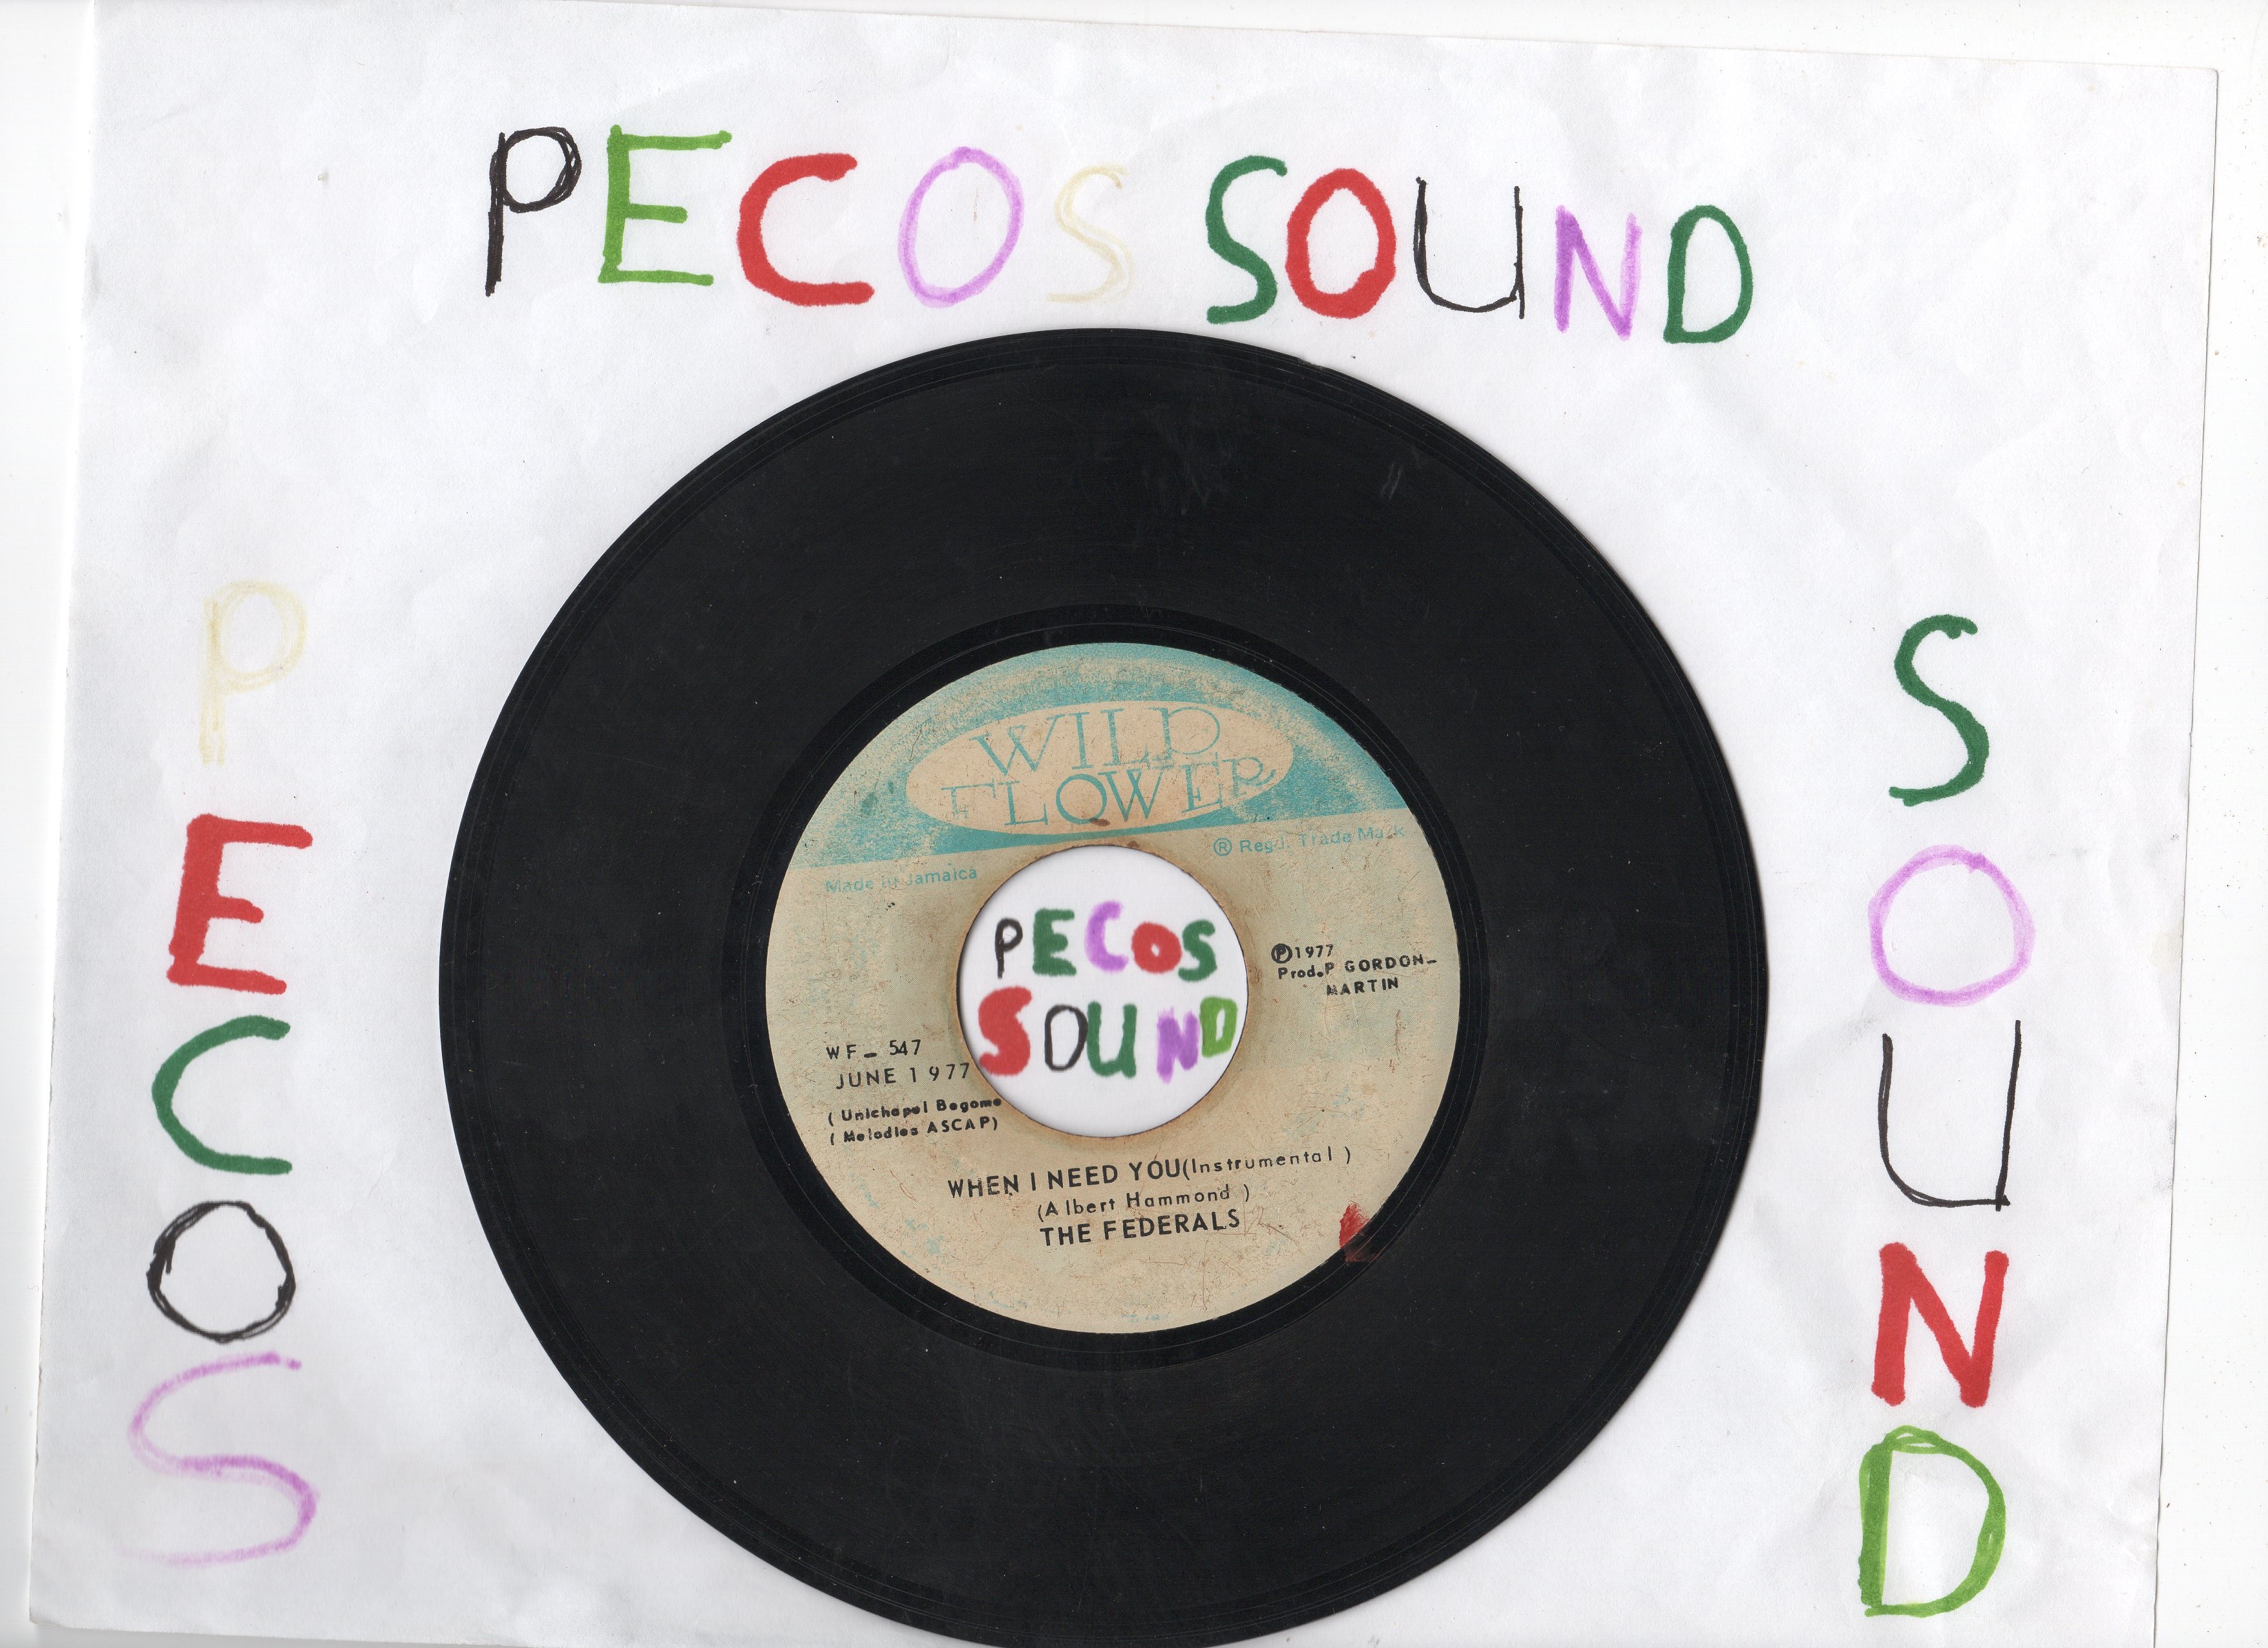 PECOS SOUND
PECOS
SOUND
WILD
FLOWER
® Regd. Trade Mark
Made in Jamaica
PECOS
SOUND
Ⓟ1977
Prod.P GORDON-
MARTIN
WF- 547
JUNE 1977
( Unichapel Begome
( Melodies ASCAP)
WHEN I NEED YOU(Instrumental )
(Albert Hammond )
THE FEDERALS